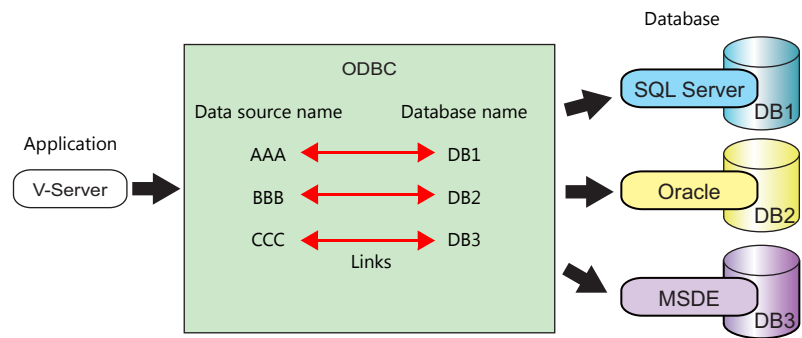 Database
ODBC
Data source name
Database name
SQL Server
DB1
Application
V-Server
AAA
DB1
BBB
DB2
CCC
DB3
Links
Oracle
DB2
MSDE
DB3